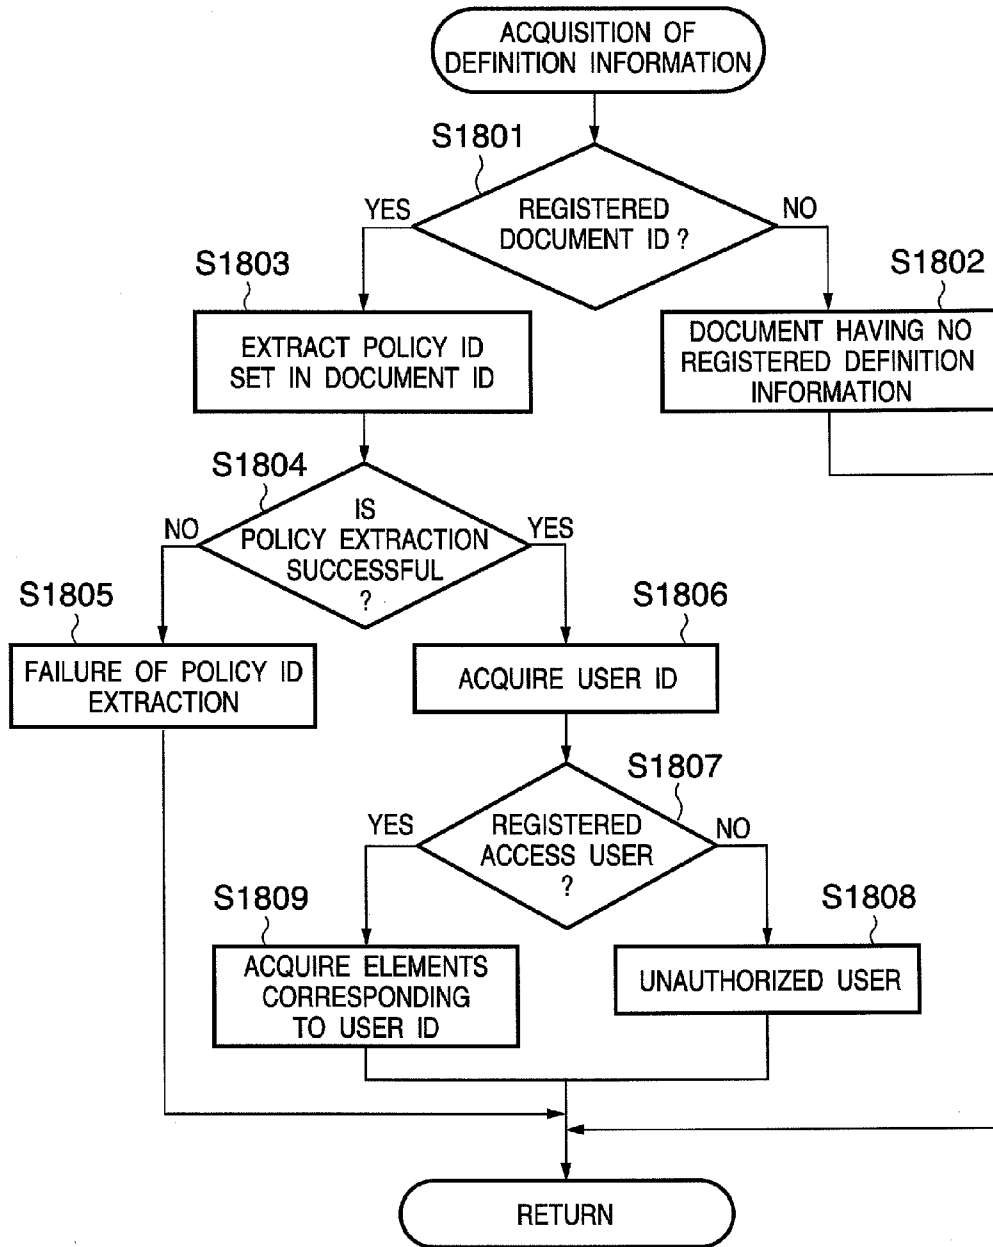 ACQUISITION OF
DEFINITION INFORMATION
S1801
YES
REGISTERED
DOCUMENT ID ?
NO
S1803
S1802
EXTRACT POLICY ID
SET IN DOCUMENT ID
DOCUMENT HAVING NO
REGISTERED DEFINITION
INFORMATION
S1804
NO
IS
POLICY EXTRACTION
SUCCESSFUL
?
YES
S1805
S1806
FAILURE OF POLICY ID
EXTRACTION
ACQUIRE USER ID
S1807
YES
REGISTERED
ACCESS USER
?
NO
S1809
S1808
ACQUIRE ELEMENTS
CORRESPONDING
TO USER ID
UNAUTHORIZED USER
RETURN